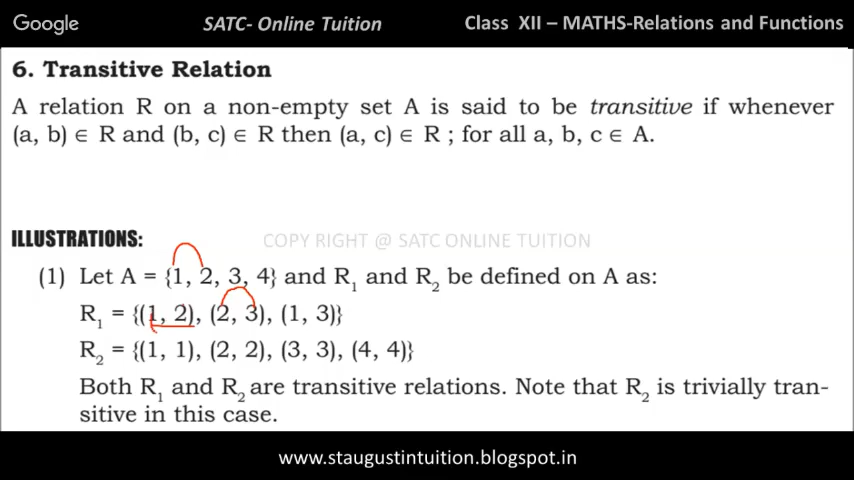 Google
SATC- Online Tuition
Class XII – MATHS-Relations and Functions
6. Transitive Relation
A relation R on a non-empty set A is said to be transitive if whenever
(a, b) ∈ R and (b, c) ∈ R then (a, c) ∈ R ; for all a, b, c ∈ A.
ILLUSTRATIONS:
COPY RIGHT @ SATC ONLINE TUITION
(1) Let A = {1, 2, 3, 4} and R₁ and R₂ be defined on A as:
R₁ = {(1, 2), (2, 3), (1, 3)}
R₂ = {(1, 1), (2, 2), (3, 3), (4, 4)}
Both R₁ and R₂ are transitive relations. Note that R₂ is trivially tran-
sitive in this case.
www.staugustintuition.blogspot.in